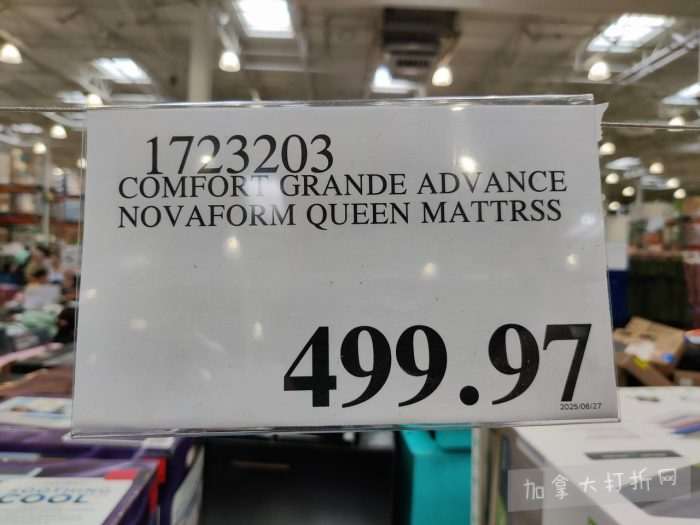 1723203
COMFORT GRANDE ADVANCE
NOVAFORM QUEEN MATTRSS
499.97
2025/06/27
COOL
加拿大打折网